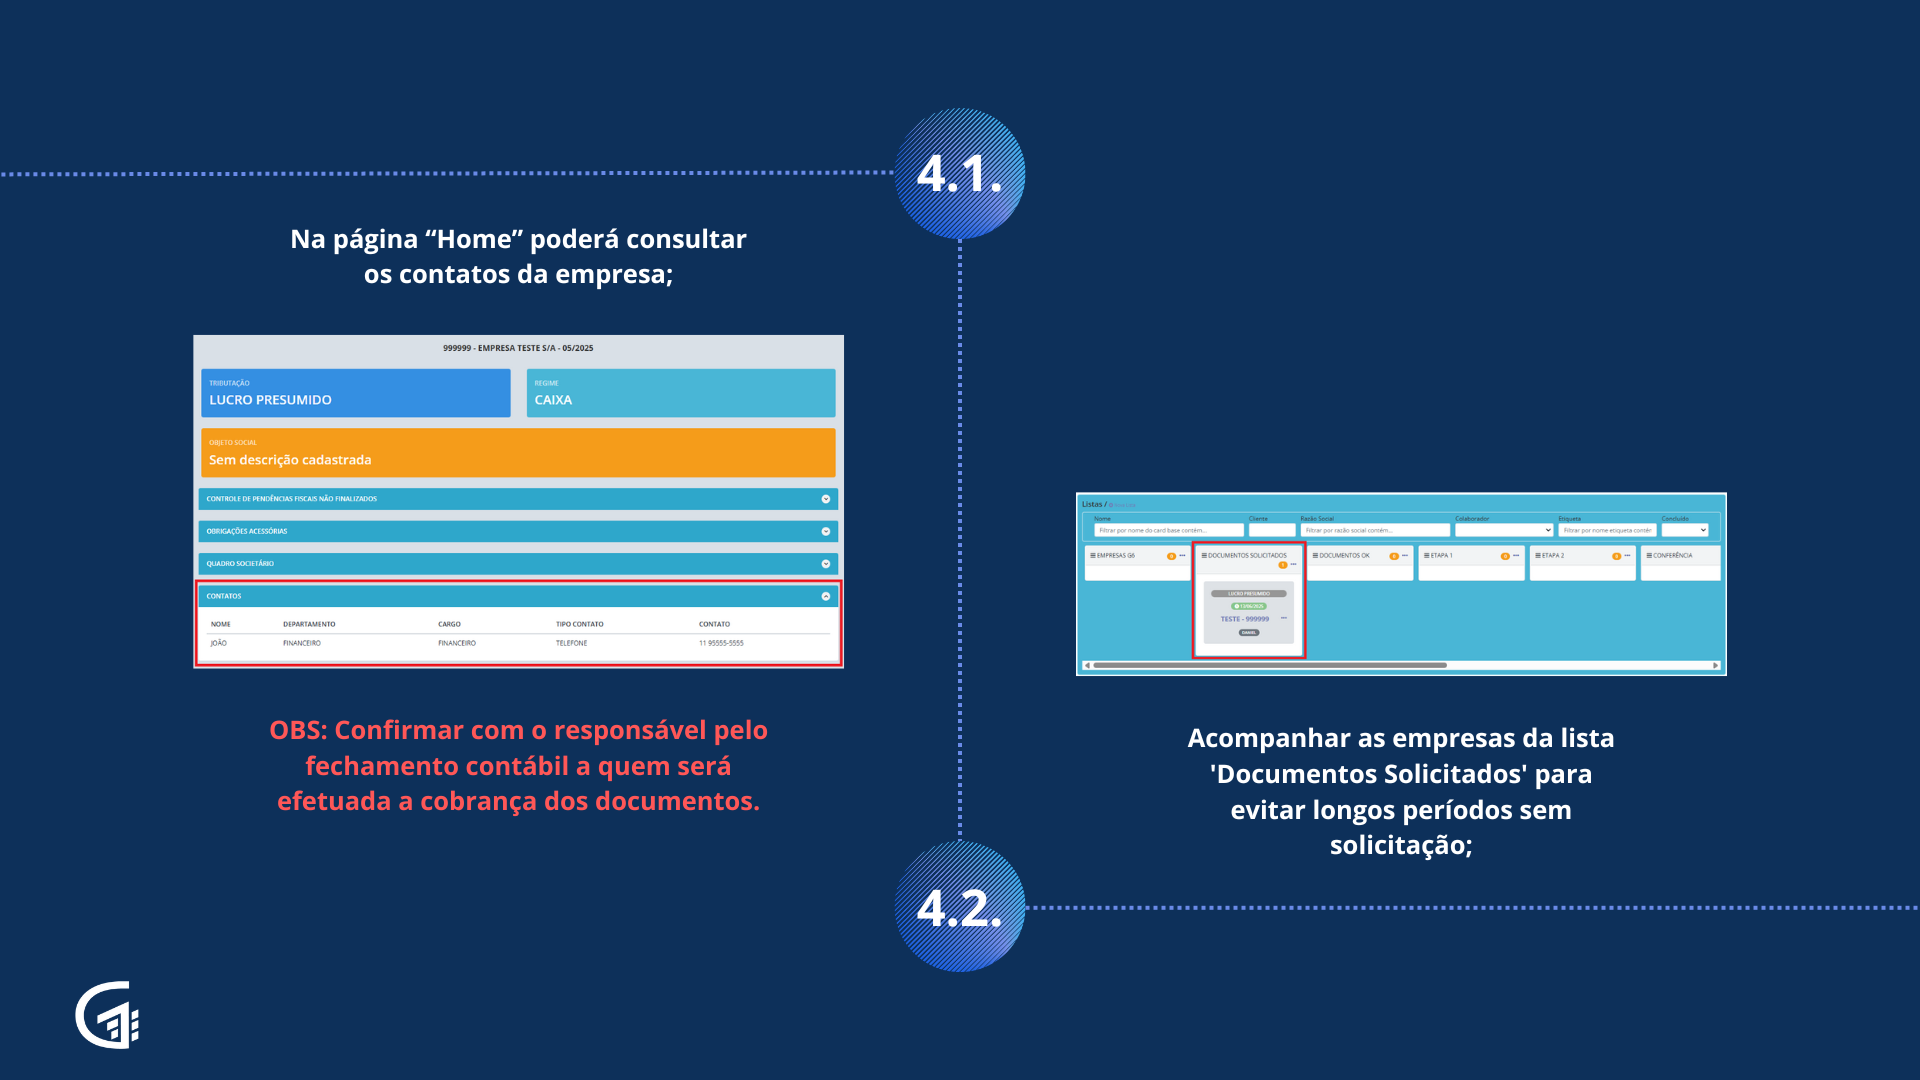 4.1.
Na página “Home” poderá consultar
os contatos da empresa;
999999 - EMPRESA TESTE S/A - 05/2025
TRIBUTAÇÃO
LUCRO PRESUMIDO
REGIME
CAIXA
OBJETO SOCIAL
Sem descrição cadastrada
CONTROLE DE PENDÊNCIAS FISCAIS NÃO FINALIZADOS
OBRIGAÇÕES ACESSÓRIAS
QUADRO SOCIETÁRIO
CONTATOS
NOME DEPARTAMENTO CARGO TIPO CONTATO CONTATO
JOÃO FINANCEIRO FINANCEIRO TELEFONE 11 95555-5555
OBS: Confirmar com o responsável pelo
fechamento contábil a quem será
efetuada a cobrança dos documentos.
Listas /
Nome Cliente Razão Social Colaborador Etiqueta Concluído
Filtrar por nome do card base contém... Filtrar por razão social contém... Filtrar por nome etiqueta contér
EMPRESAS G6 0 DOCUMENTOS SOLICITADOS 1 DOCUMENTOS OK 0 ETAPA 1 0 ETAPA 2 0 CONFERÊNCIA
LUCRO PRESUMIDO
TESTE - 999999
DANIEL
Acompanhar as empresas da lista
'Documentos Solicitados' para
evitar longos períodos sem
solicitação;
4.2.